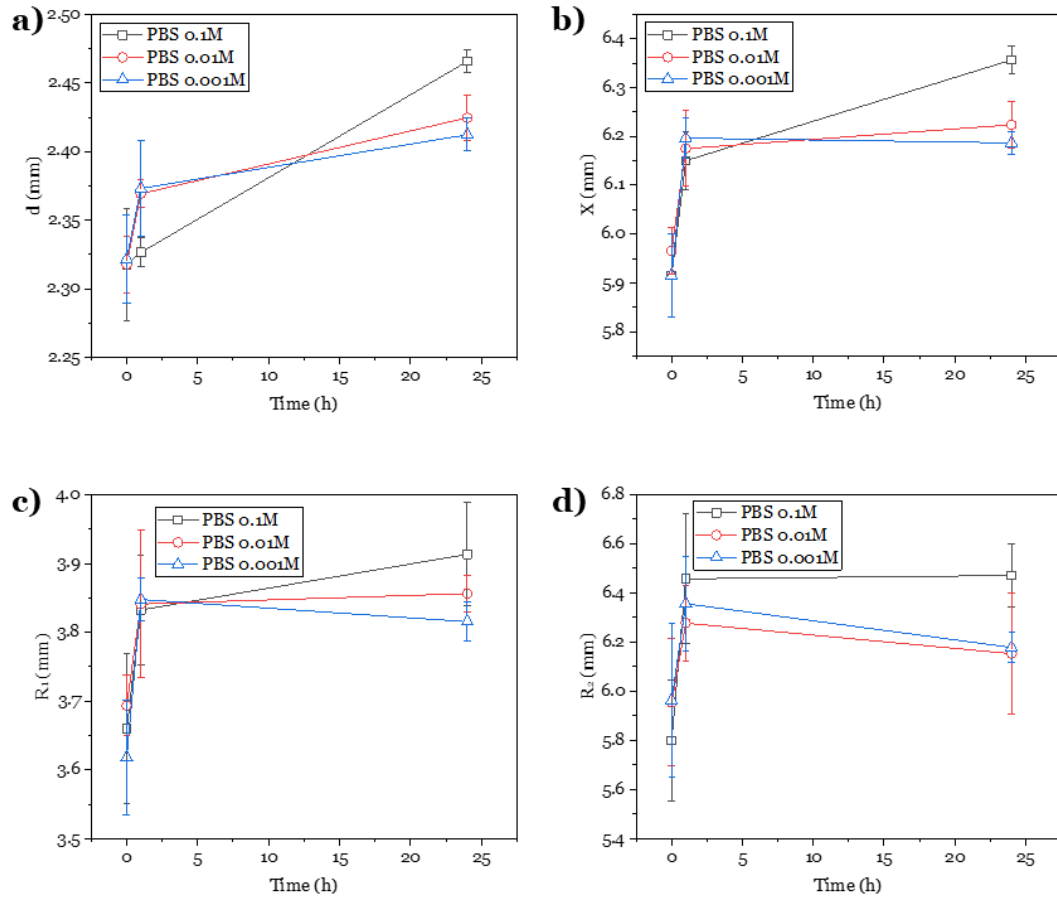 a)
PBS 0.1M
PBS 0.01M
PBS 0.001M
d (mm)
2.50
2.45
2.40
2.35
2.30
2.25
0 5 10 15 20 25
Time (h)
b)
PBS 0.1M
PBS 0.01M
PBS 0.001M
X (mm)
6.4
6.3
6.2
6.1
6.0
5.9
5.8
0 5 10 15 20 25
Time (h)
c)
PBS 0.1M
PBS 0.01M
PBS 0.001M
R₁ (mm)
4.0
3.9
3.8
3.7
3.6
3.5
0 5 10 15 20 25
Time (h)
d)
PBS 0.1M
PBS 0.01M
PBS 0.001M
R₂ (mm)
6.8
6.6
6.4
6.2
6.0
5.8
5.6
5.4
0 5 10 15 20 25
Time (h)